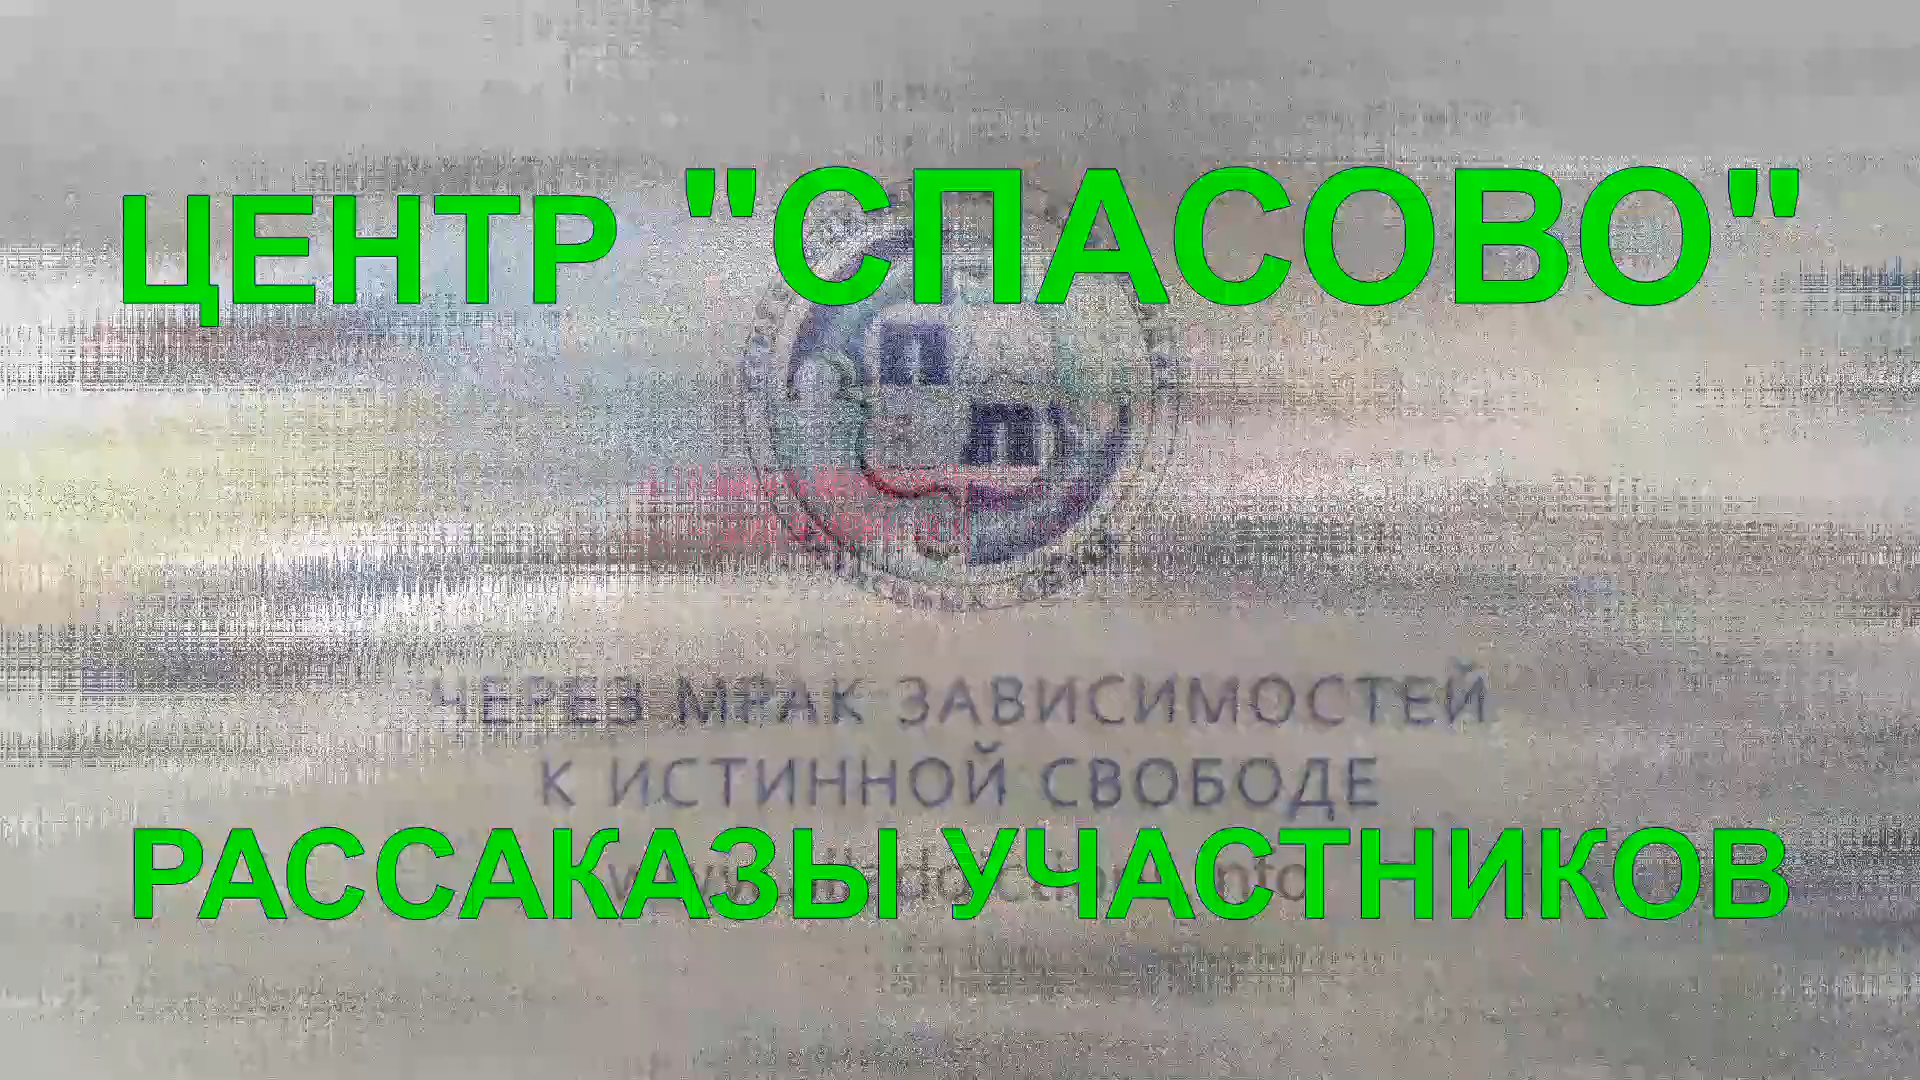 ЦЕНТР "СПАСОВО"
П
П
ЧЕРЕЗ МРАК ЗАВИСИМОСТЕЙ
К ИСТИННОЙ СВОБОДЕ
РАССАКАЗЫ УЧАСТНИКОВ